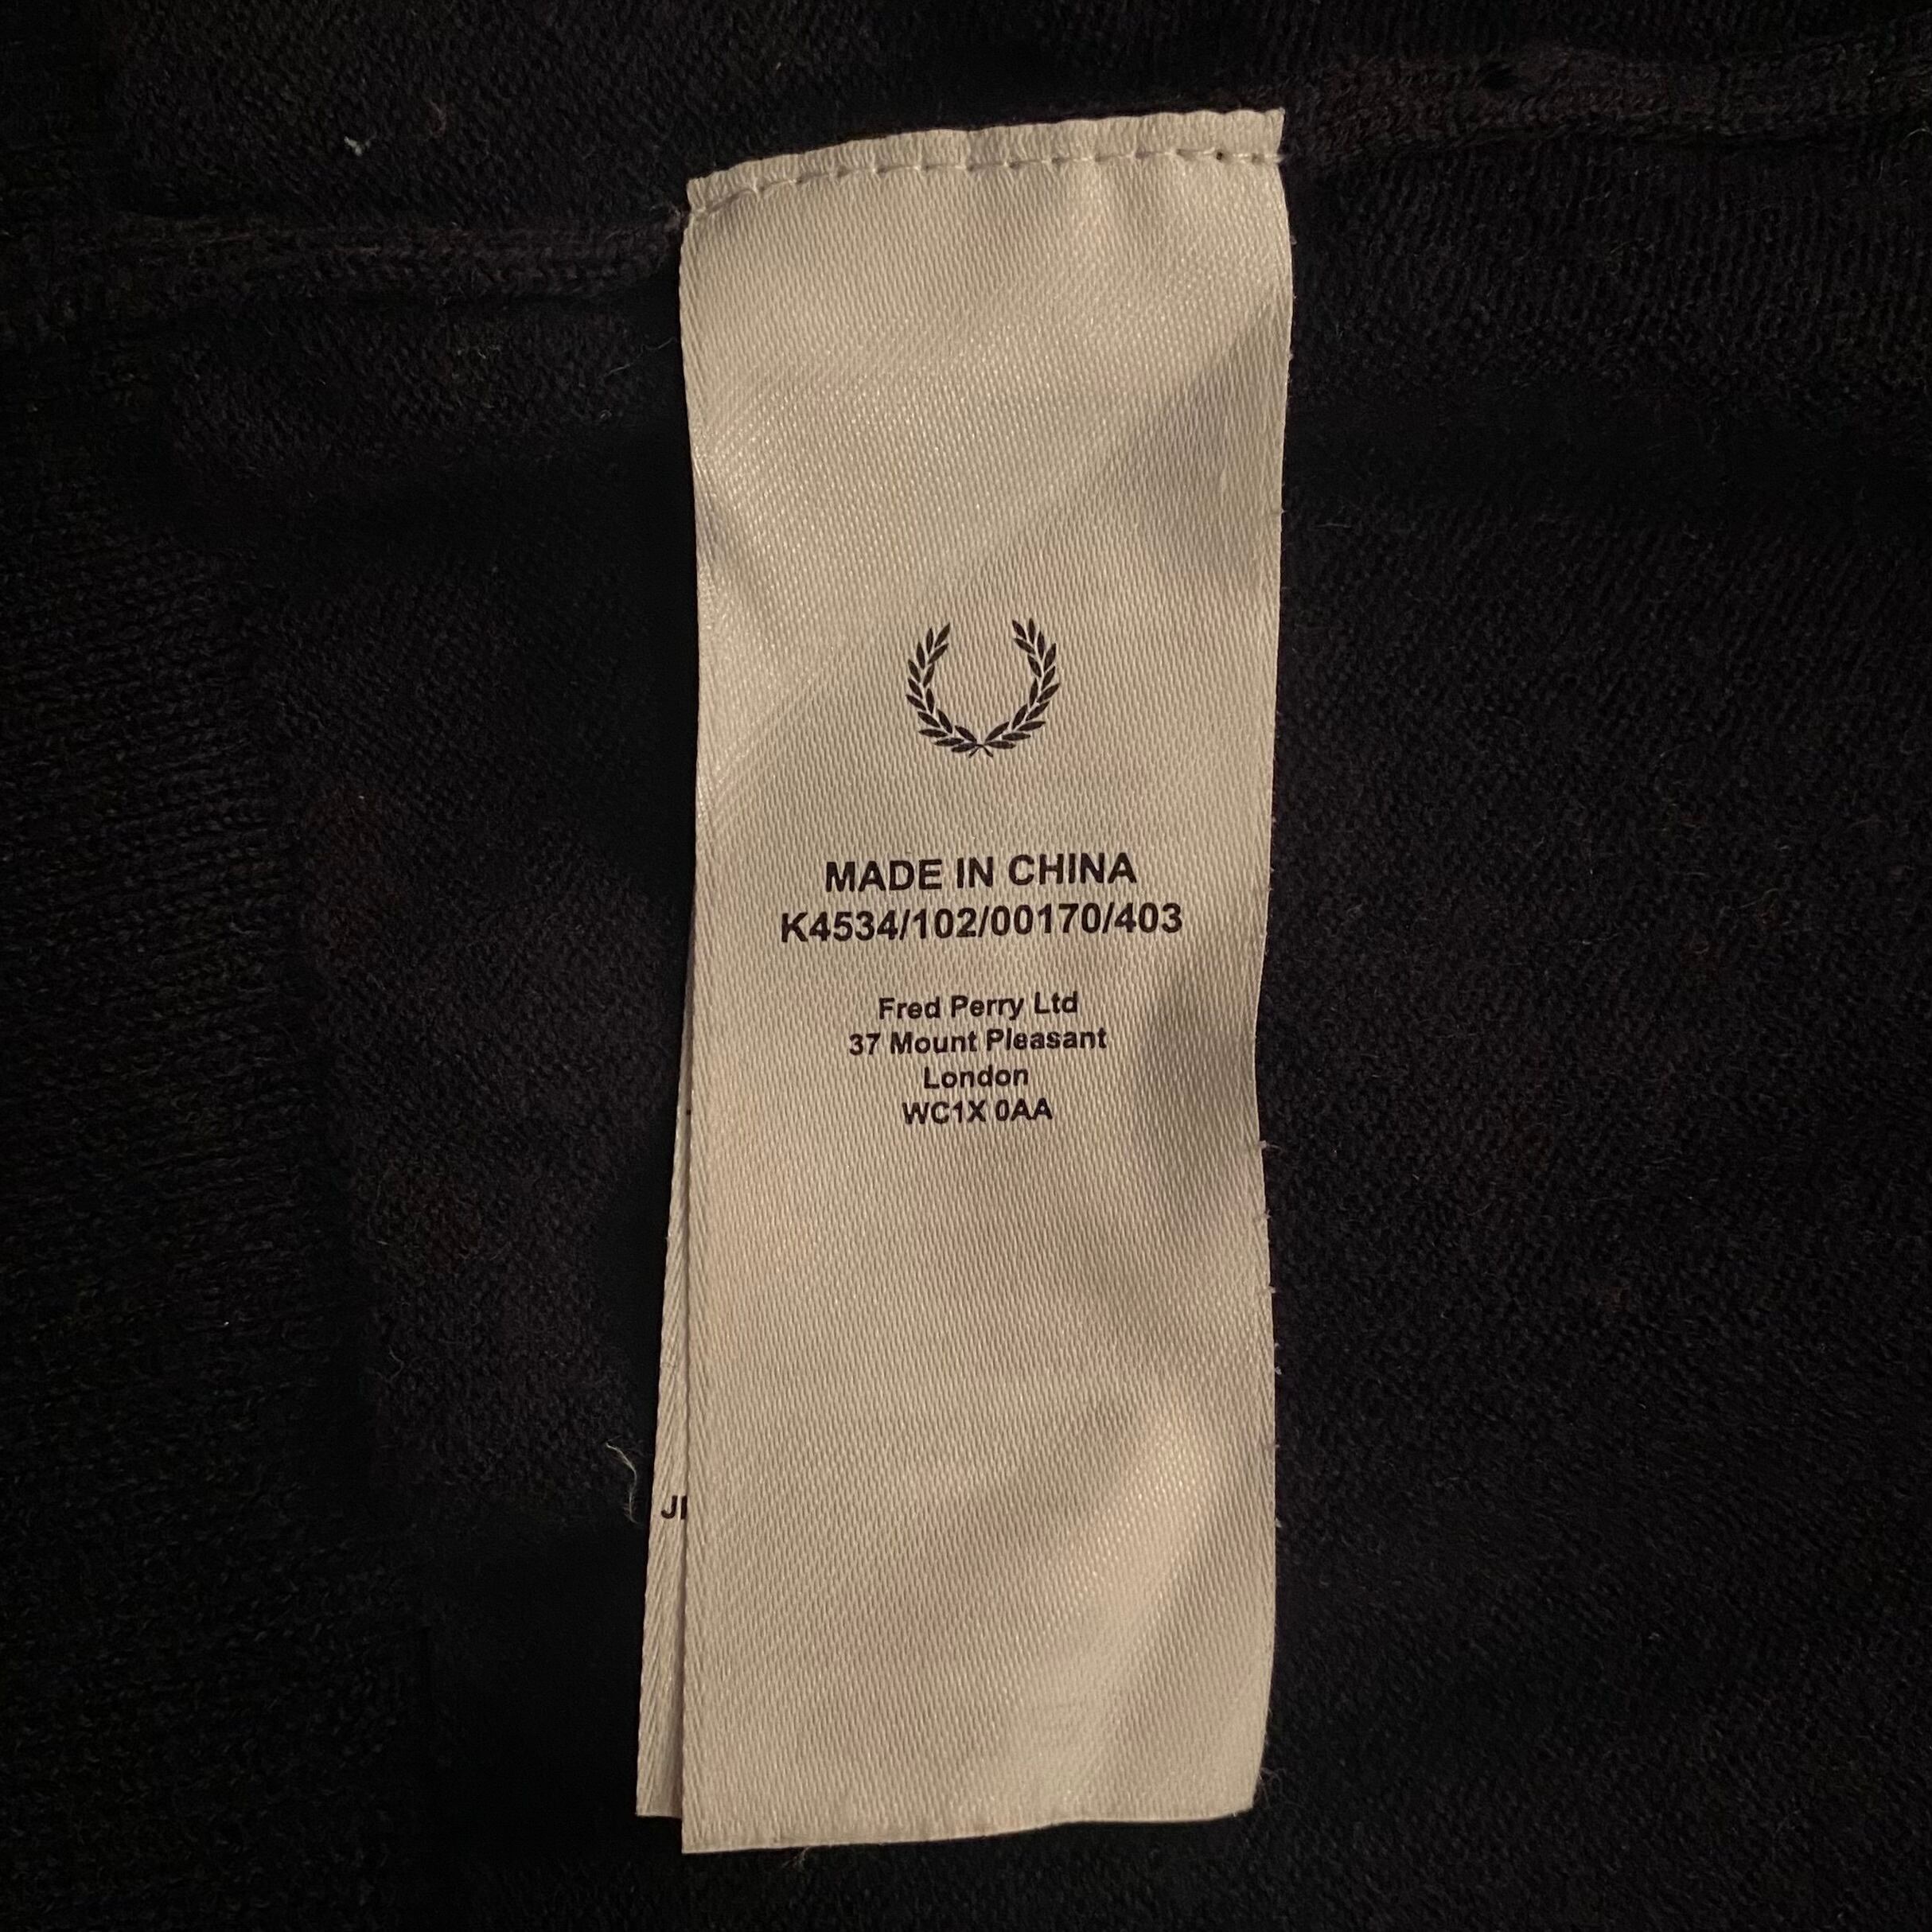 MADE IN CHINA
K4534/102/00170/403
Fred Perry Ltd
37 Mount Pleasant
London
WC1X 0AA